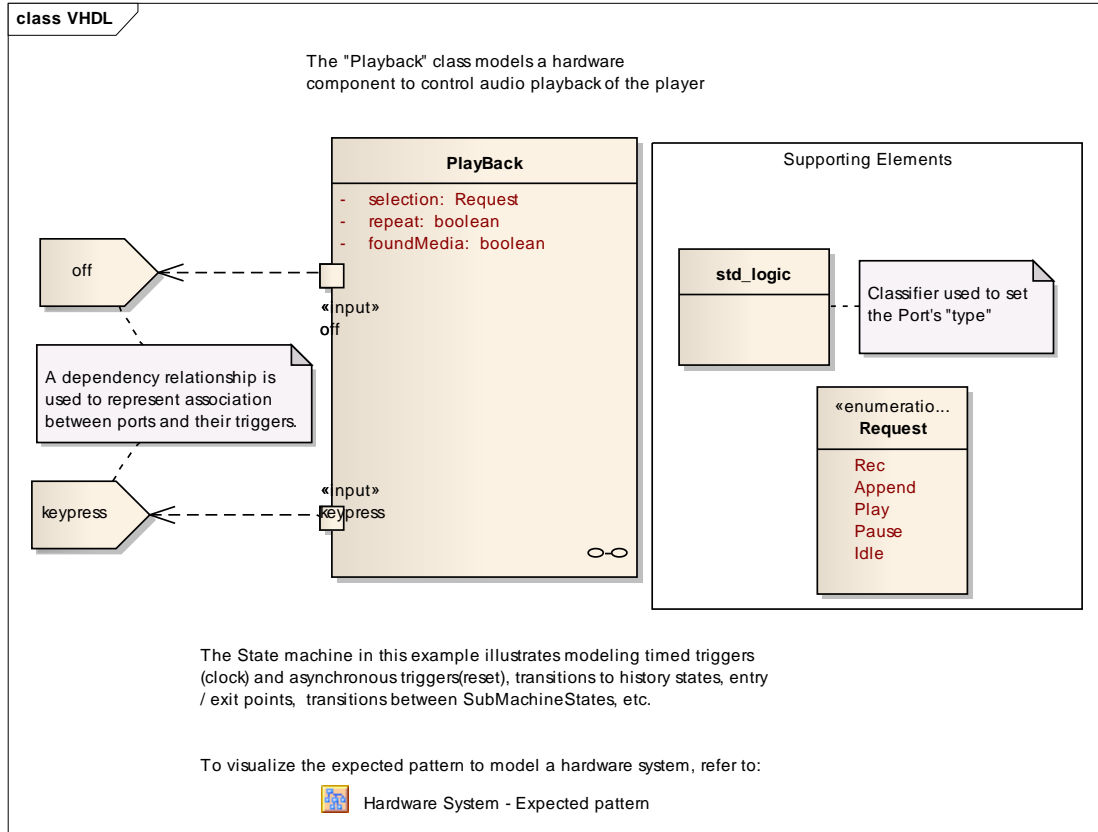 class VHDL
The "Playback" class models a hardware
component to control audio playback of the player
PlayBack
- selection: Request
- repeat: boolean
- foundMedia: boolean
off
«input»
off
A dependency relationship is
used to represent association
between ports and their triggers.
keypress
«input»
keypress
Supporting Elements
std_logic
Classifier used to set
the Port's "type"
«enumeratio...
Request
Rec
Append
Play
Pause
Idle
The State machine in this example illustrates modeling timed triggers
(clock) and asynchronous triggers(reset), transitions to history states, entry
/ exit points, transitions between SubMachineStates, etc.
To visualize the expected pattern to model a hardware system, refer to:
Hardware System - Expected pattern